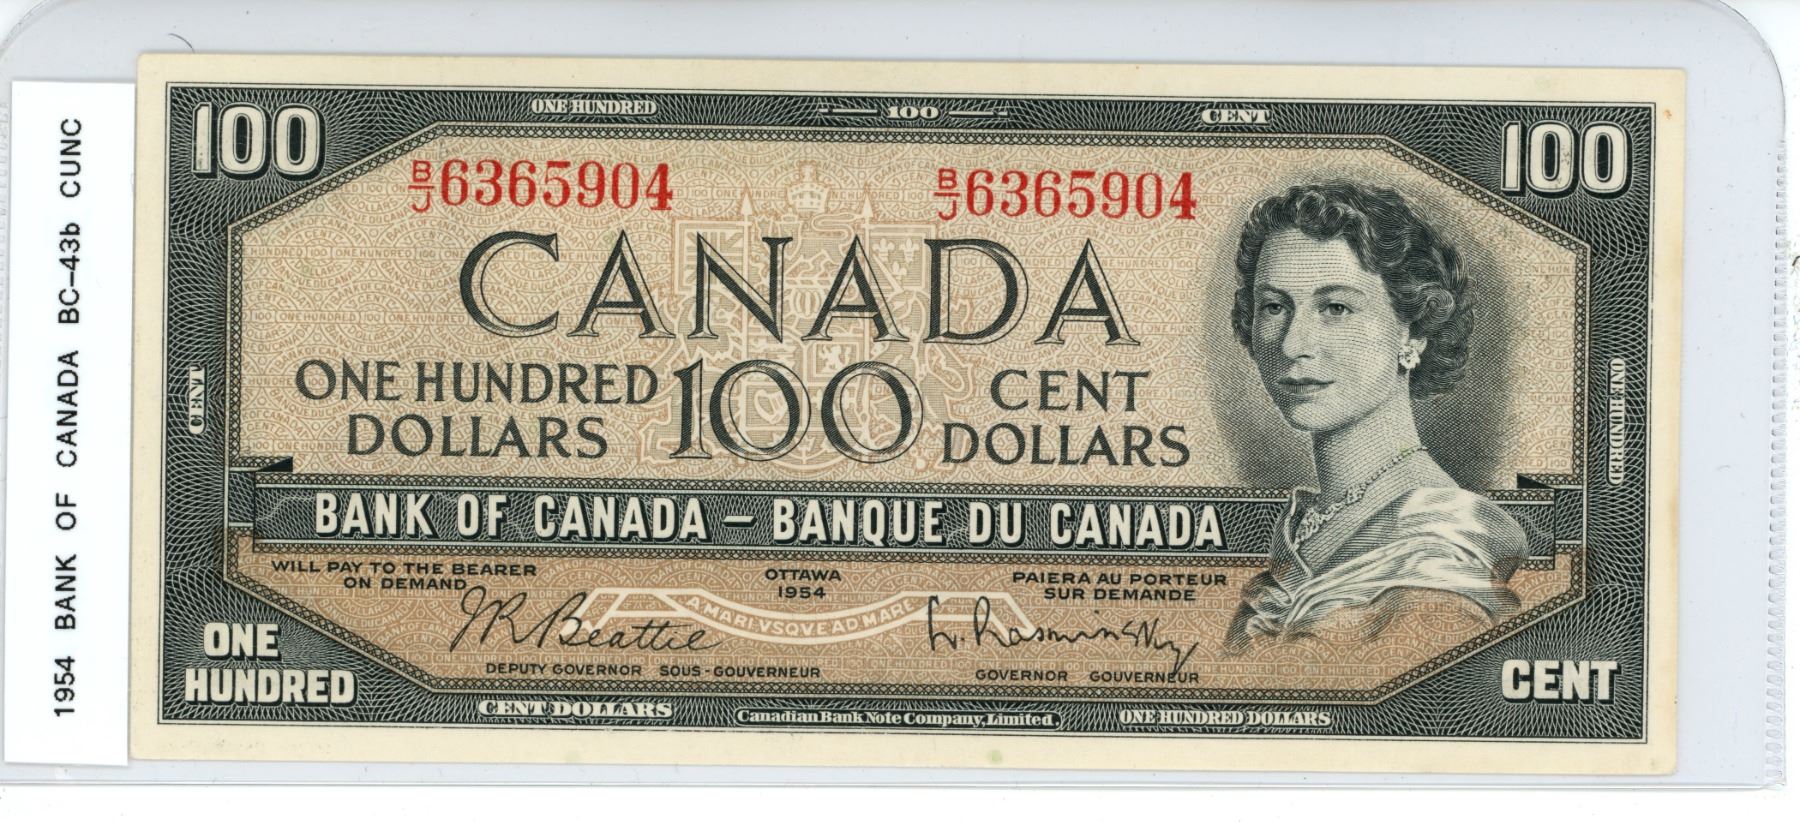 1954 BANK OF CANADA BC-43b CUNC
100
ONE HUNDRED
100
CENT
100
B/J 6365904
B/J 6365904
CANADA
ONE HUNDRED DOLLARS
100
CENT DOLLARS
CENT
ONE HUNDRED
BANK OF CANADA – BANQUE DU CANADA
WILL PAY TO THE BEARER
ON DEMAND
OTTAWA
1954
PAIERA AU PORTEUR
SUR DEMANDE
A MARI VSQVE AD MARE
J R Beattie
L. Rasminsky
DEPUTY GOVERNOR SOUS-GOUVERNEUR
GOVERNOR GOUVERNEUR
ONE
HUNDRED
CENT
CENT DOLLARS
Canadian Bank Note Company, Limited.
ONE HUNDRED DOLLARS